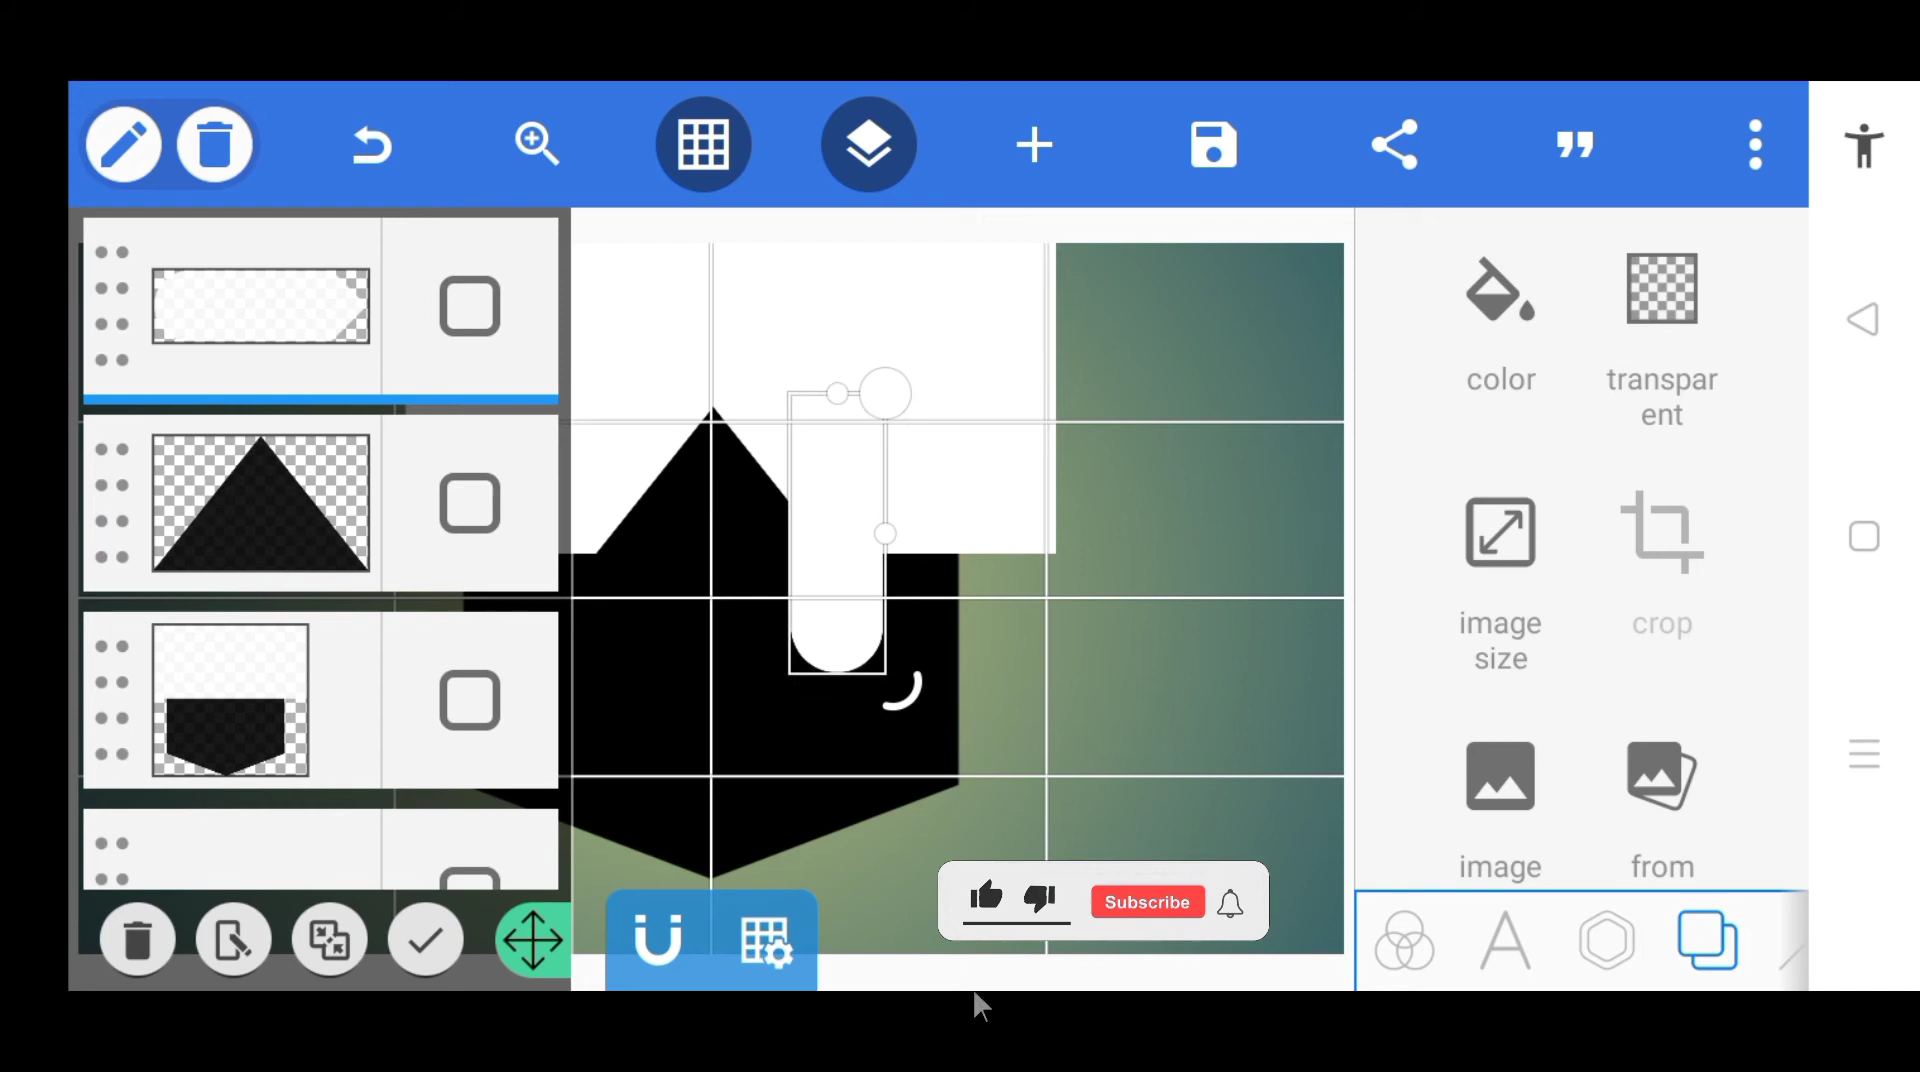 color
transpar
ent
image
size
crop
image
from
Subscribe